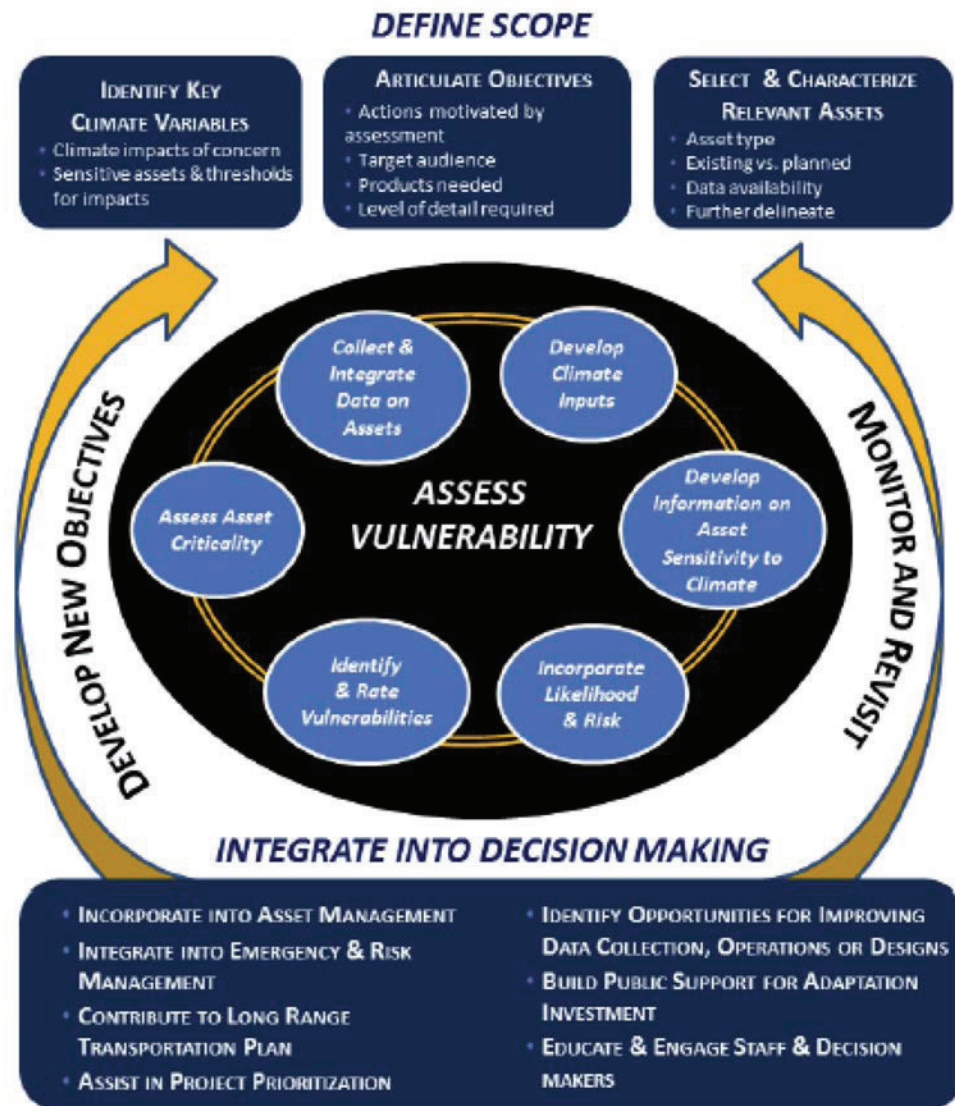 DEFINE SCOPE
IDENTIFY KEY
CLIMATE VARIABLES
• Climate impacts of concern
• Sensitive assets & thresholds
for impacts
ARTICULATE OBJECTIVES
• Actions motivated by
assessment
• Target audience
• Products needed
• Level of detail required
SELECT & CHARACTERIZE
RELEVANT ASSETS
• Asset type
• Existing vs. planned
• Data availability
• Further delineate
DEVELOP NEW OBJECTIVES
Collect &
Integrate
Data on
Assets
Develop
Climate
Inputs
Assess Asset
Criticality
ASSESS
VULNERABILITY
Develop
Information on
Asset
Sensitivity to
Climate
Identify
& Rate
Vulnerabilities
Incorporate
Likelihood
& Risk
MONITOR AND REVISIT
INTEGRATE INTO DECISION MAKING
• INCORPORATE INTO ASSET MANAGEMENT
• INTEGRATE INTO EMERGENCY & RISK
MANAGEMENT
• CONTRIBUTE TO LONG RANGE
TRANSPORTATION PLAN
• ASSIST IN PROJECT PRIORITIZATION
• IDENTIFY OPPORTUNITIES FOR IMPROVING
DATA COLLECTION, OPERATIONS OR DESIGNS
• BUILD PUBLIC SUPPORT FOR ADAPTATION
INVESTMENT
• EDUCATE & ENGAGE STAFF & DECISION
MAKERS